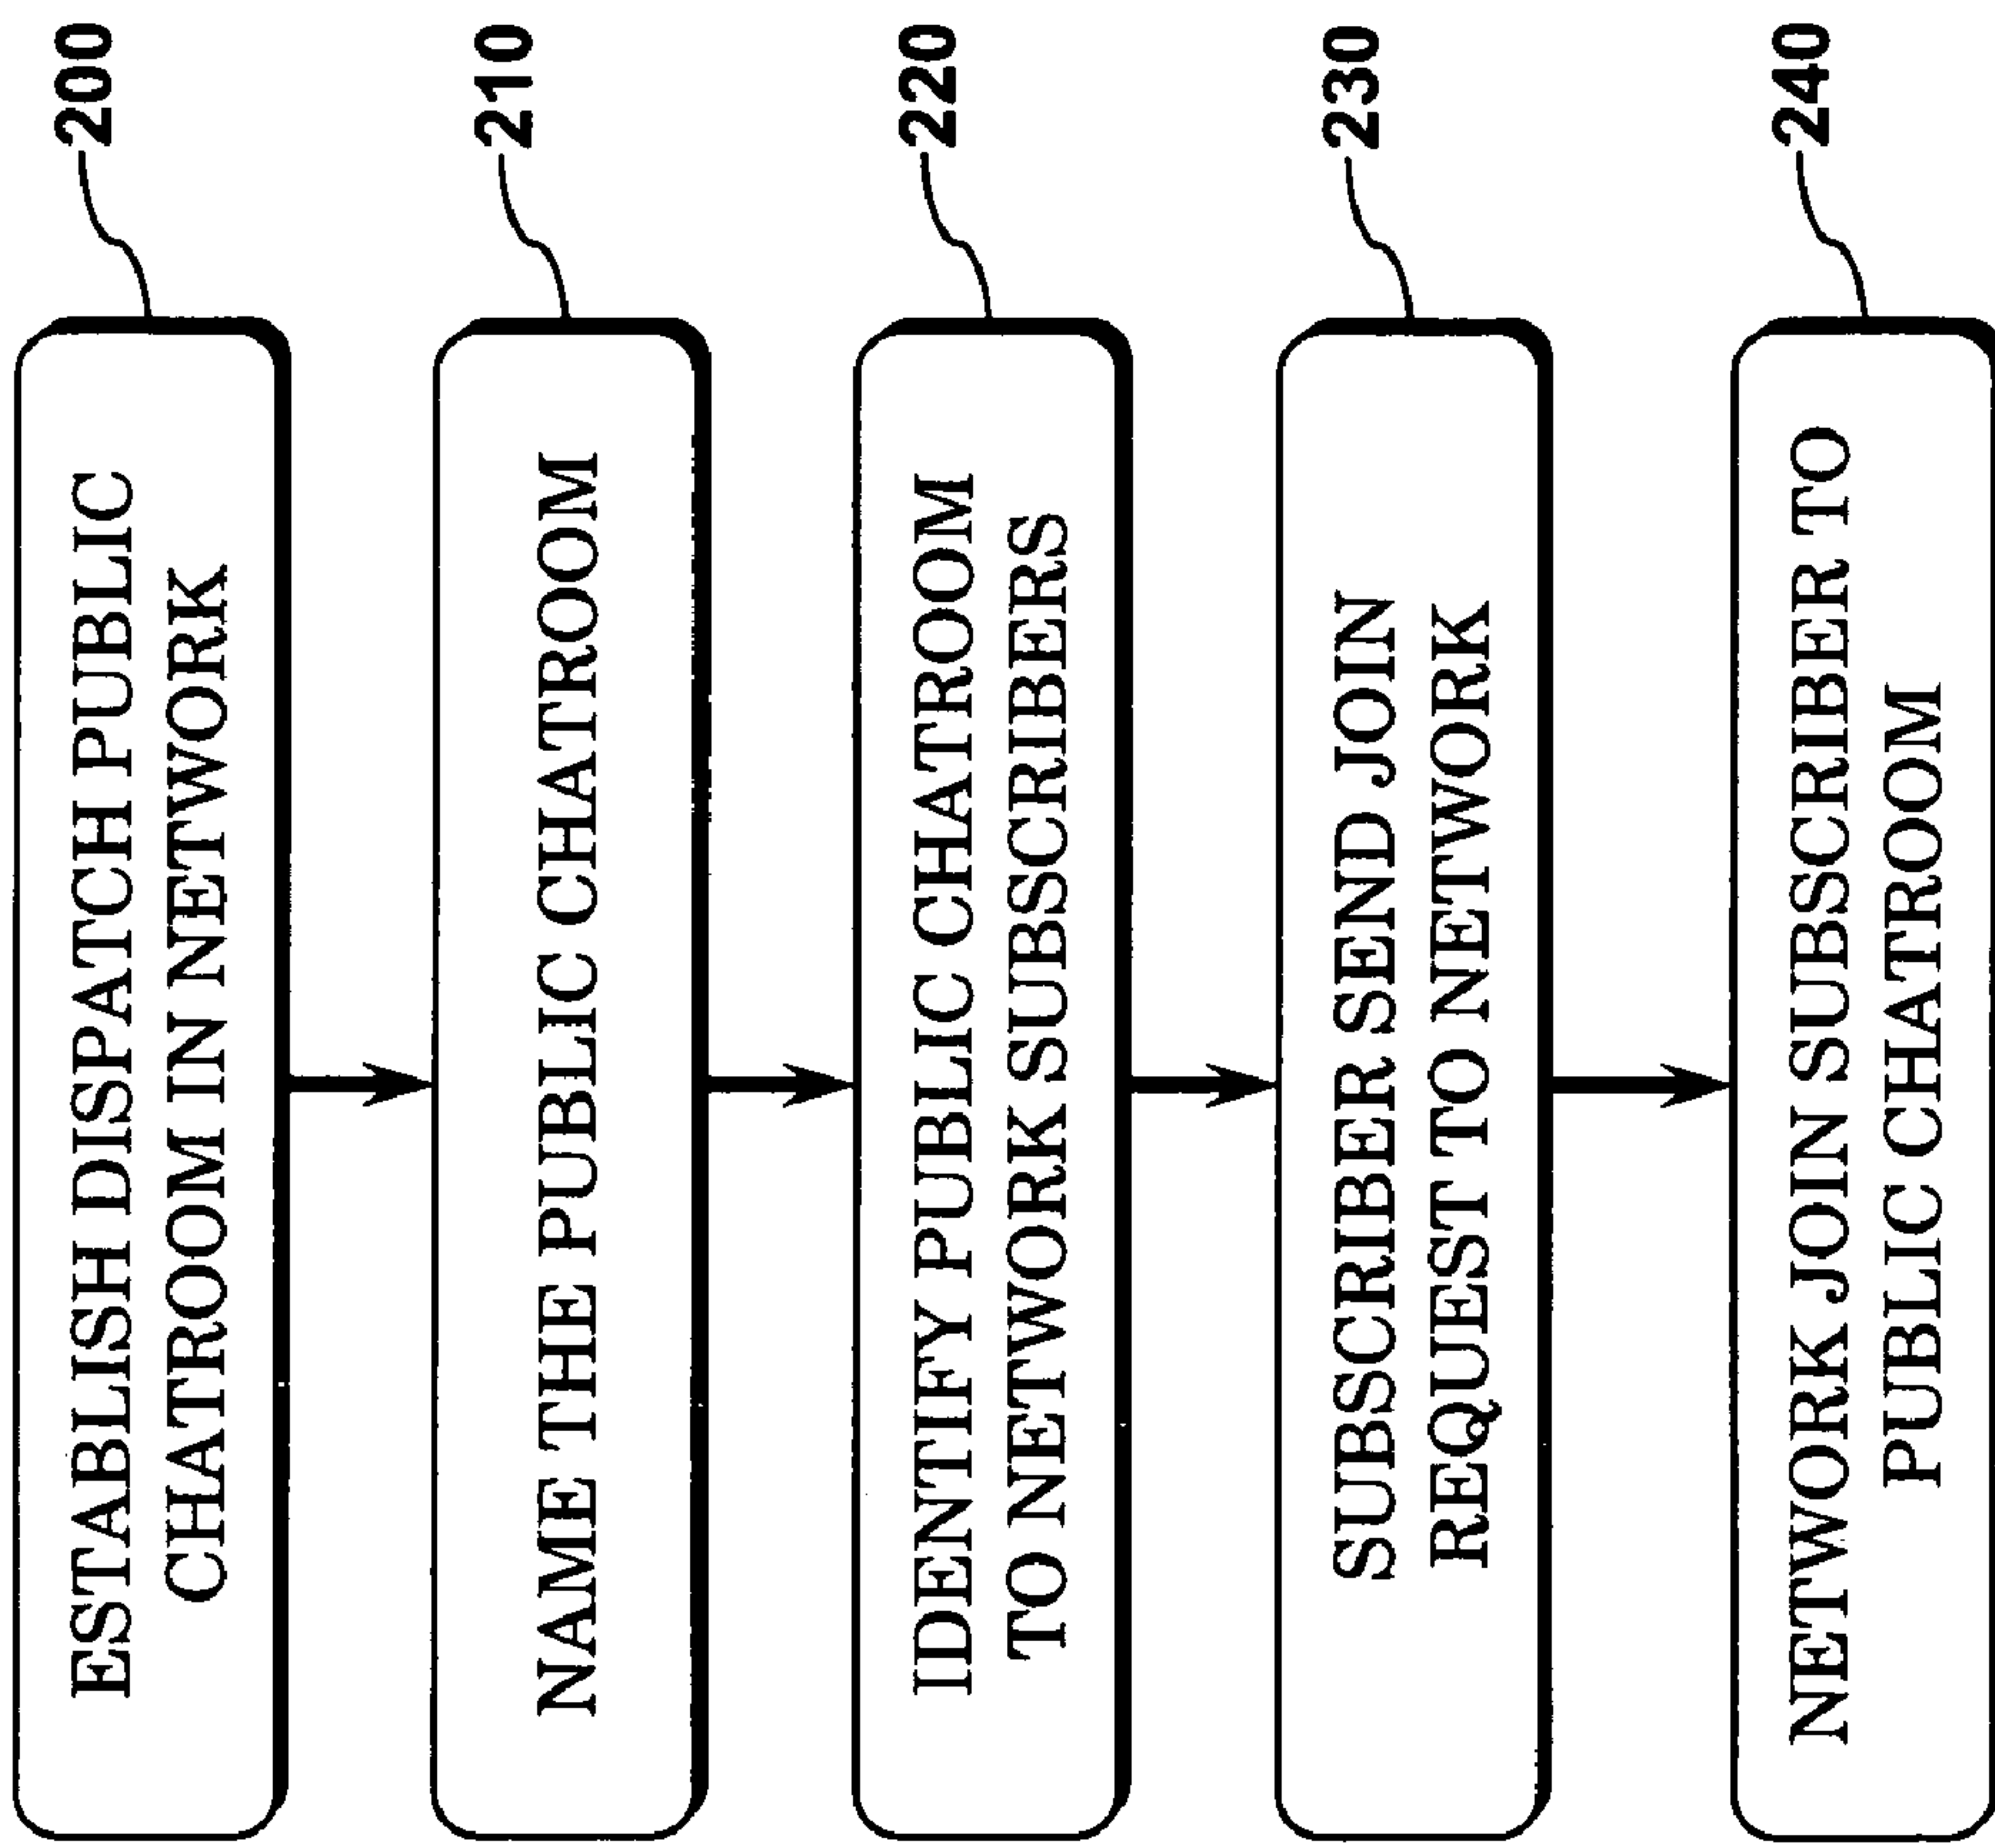 ESTABLISH DISPATCH PUBLIC
CHATROOM IN NETWORK
200
NAME THE PUBLIC CHATROOM
210
IDENTIFY PUBLIC CHATROOM
TO NETWORK SUBSCRIBERS
220
SUBSCRIBER SEND JOIN
REQUEST TO NETWORK
230
NETWORK JOIN SUBSCRIBER TO
PUBLIC CHATROOM
240